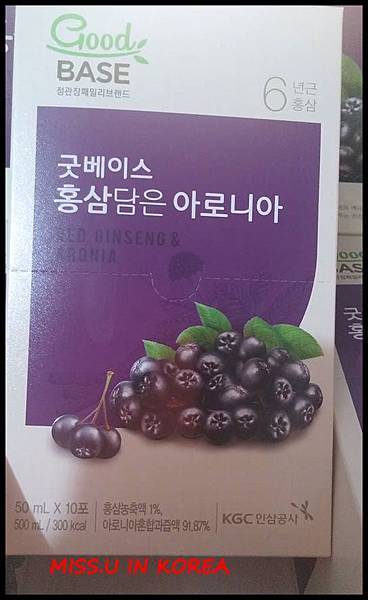 Good
BASE
정관장패밀리브랜드
6년근
홍삼
굿베이스
홍삼담은 아로니아
RED GINSENG &
ARONIA
50 mL X 10포
500 mL / 300 kcal
홍삼농축액 1%,
아로니아혼합과즙액 91.87%
KGC 인삼공사
MISS.U IN KOREA
BASE
굿
홍